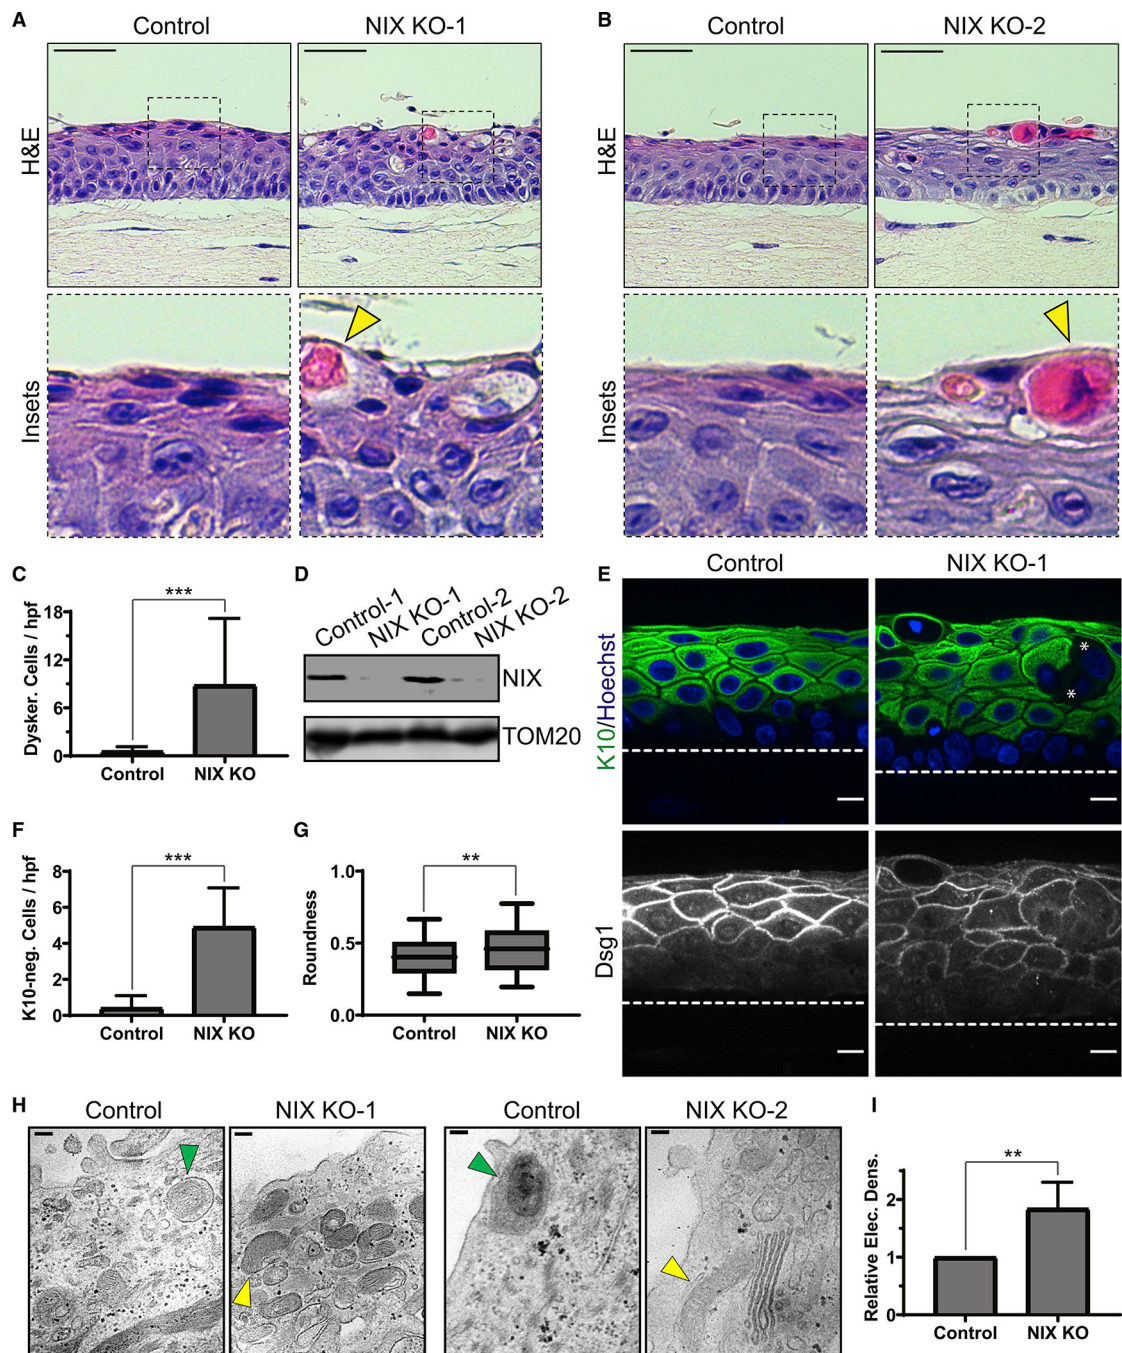 A
Control
NIX KO-1
H&E
Insets
B
Control
NIX KO-2
H&E
Insets
C
Dysker. Cells / hpf
18
12
6
0
***
Control
NIX KO
D
Control-1
NIX KO-1
Control-2
NIX KO-2
NIX
TOM20
E
Control
NIX KO-1
K10/Hoechst
*
*
Dsg1
F
K10-neg. Cells / hpf
8
6
4
2
0
***
Control
NIX KO
G
Roundness
1.0
0.5
0.0
**
Control
NIX KO
H
Control
NIX KO-1
Control
NIX KO-2
I
Relative Elec. Dens.
2
1
0
**
Control
NIX KO